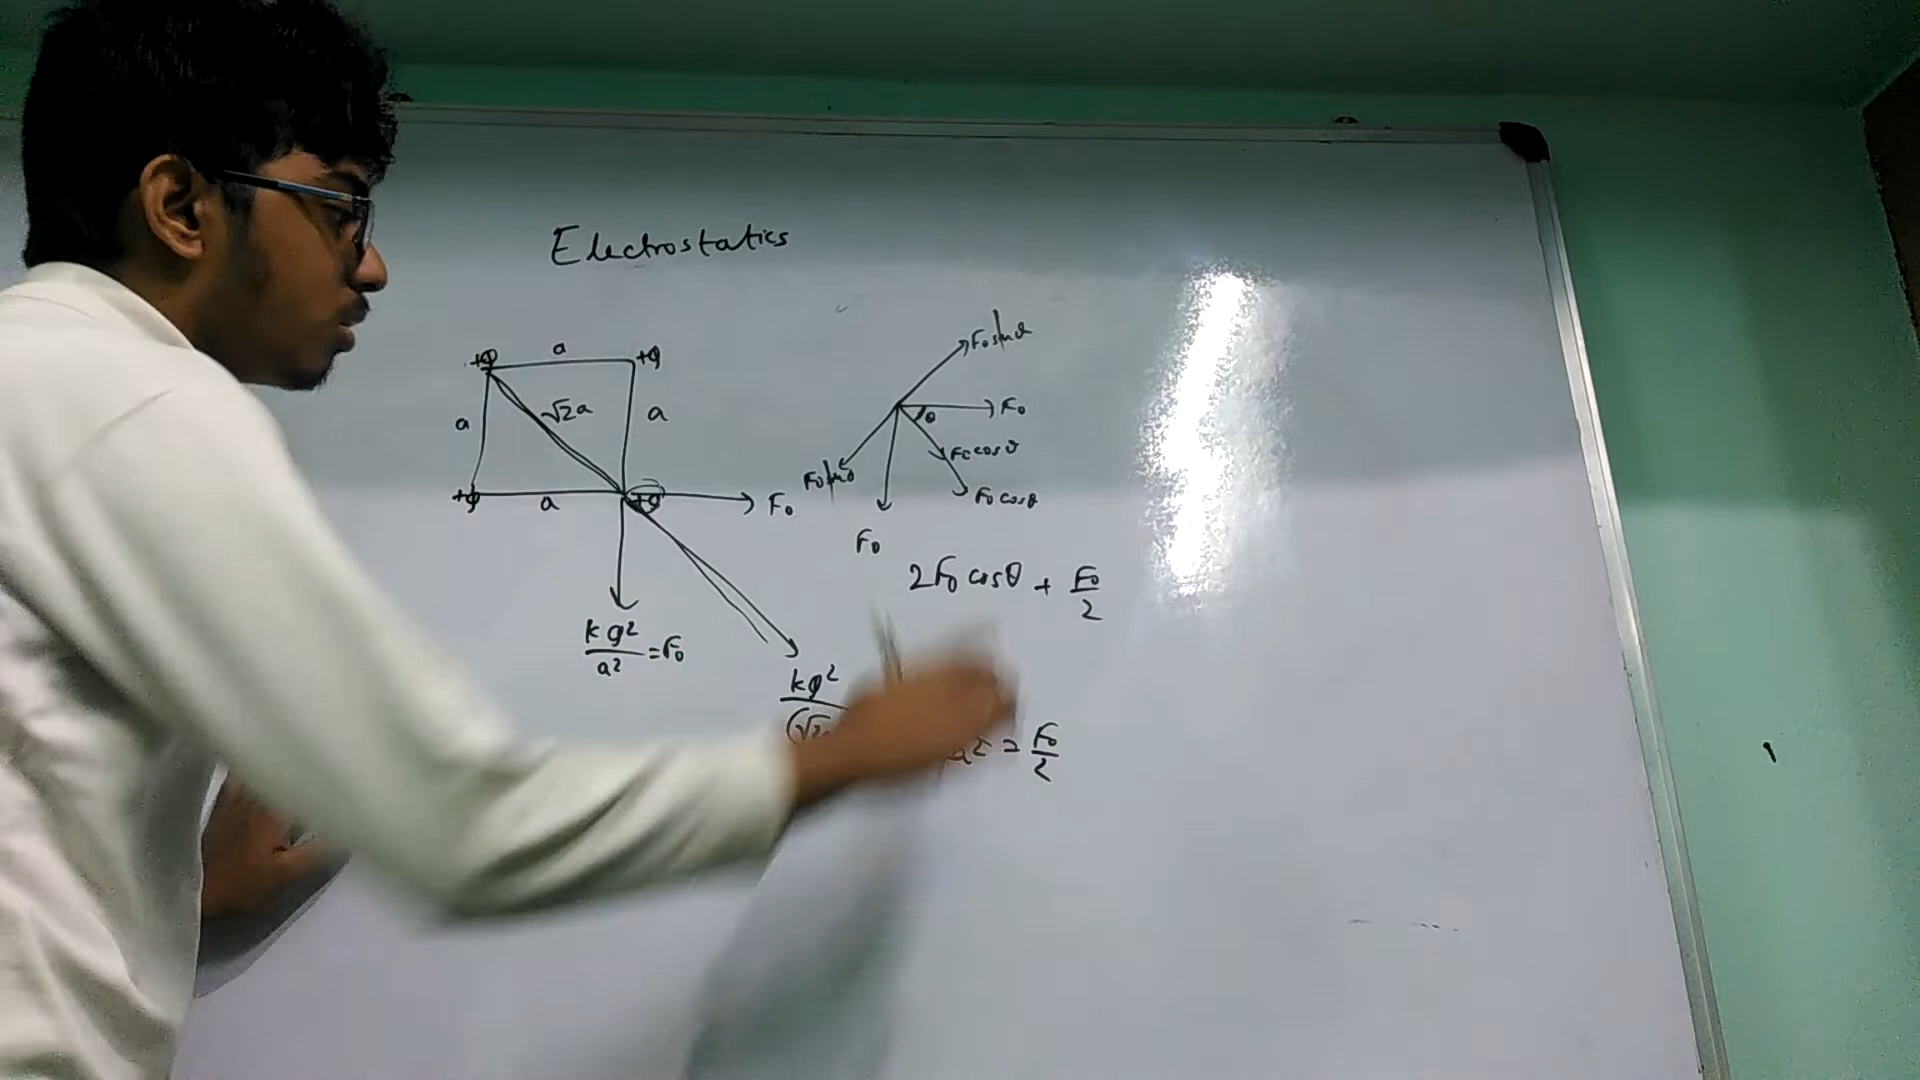 Electrostatics
+q a +q
a √2a a
+q a +q
F₀
kq²/a² = F₀
kq²
F₀ sinθ
F₀
θ
F₀ cosθ
F₀ sinθ
F₀ cosθ
F₀
2F₀ cosθ + F₀/2
a² = F₀/2